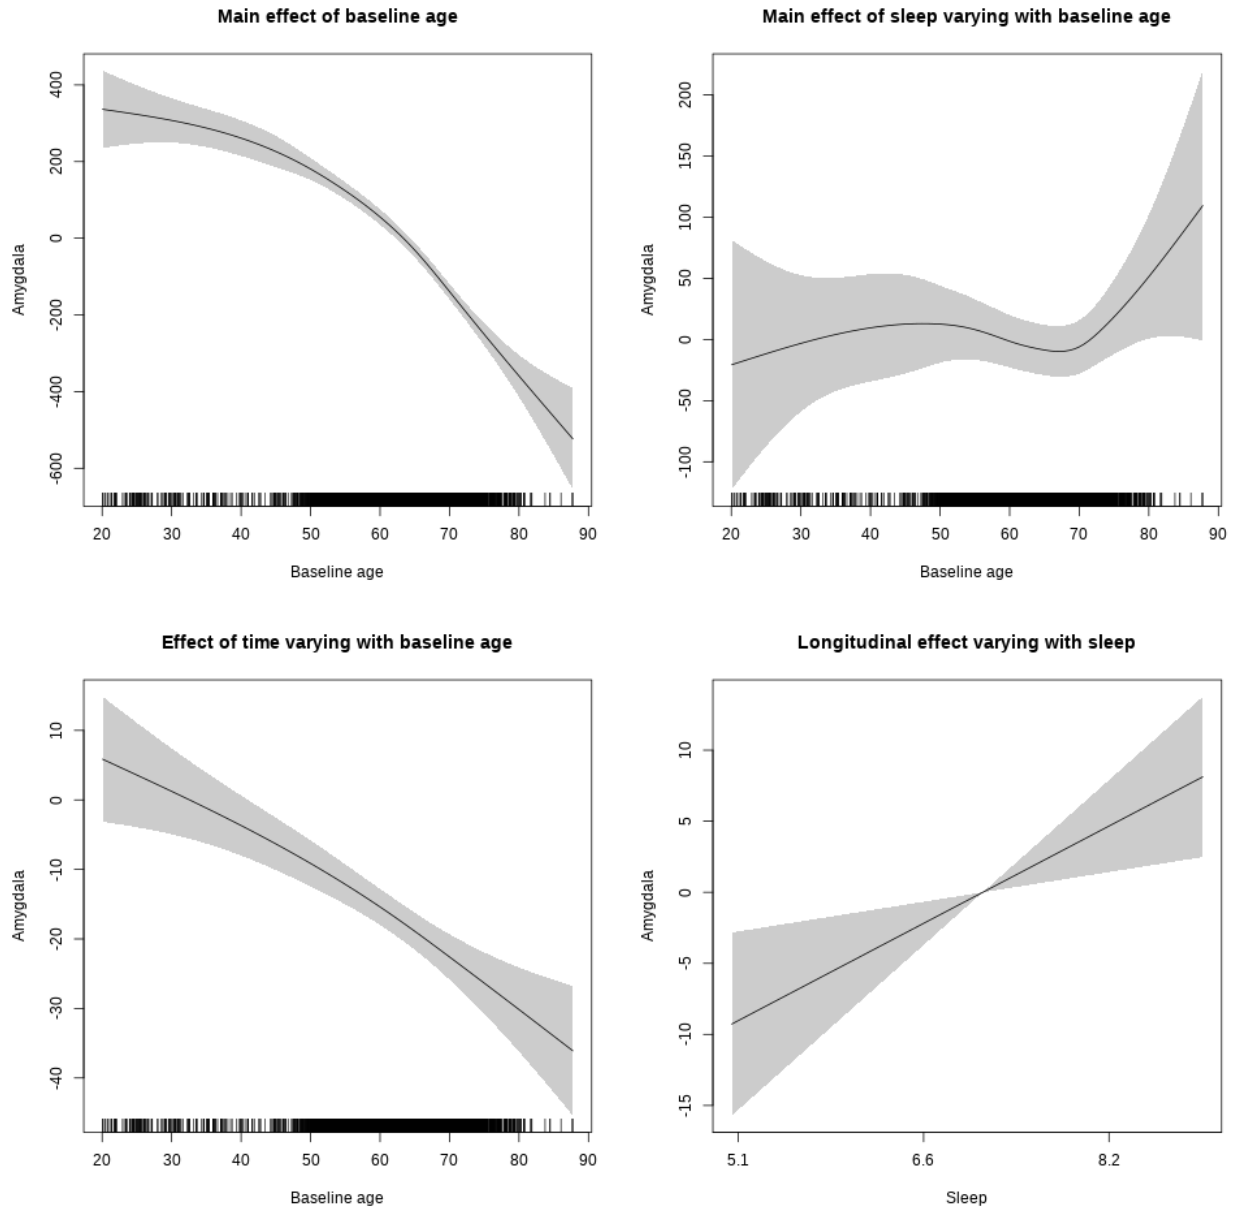 Main effect of baseline age
Amygdala
400
200
0
-200
-400
-600
20 30 40 50 60 70 80 90
Baseline age
Main effect of sleep varying with baseline age
Amygdala
200
150
100
50
0
-50
-100
20 30 40 50 60 70 80 90
Baseline age
Effect of time varying with baseline age
Amygdala
10
0
-10
-20
-30
-40
20 30 40 50 60 70 80 90
Baseline age
Longitudinal effect varying with sleep
Amygdala
10
5
0
-5
-10
-15
5.1 6.6 8.2
Sleep